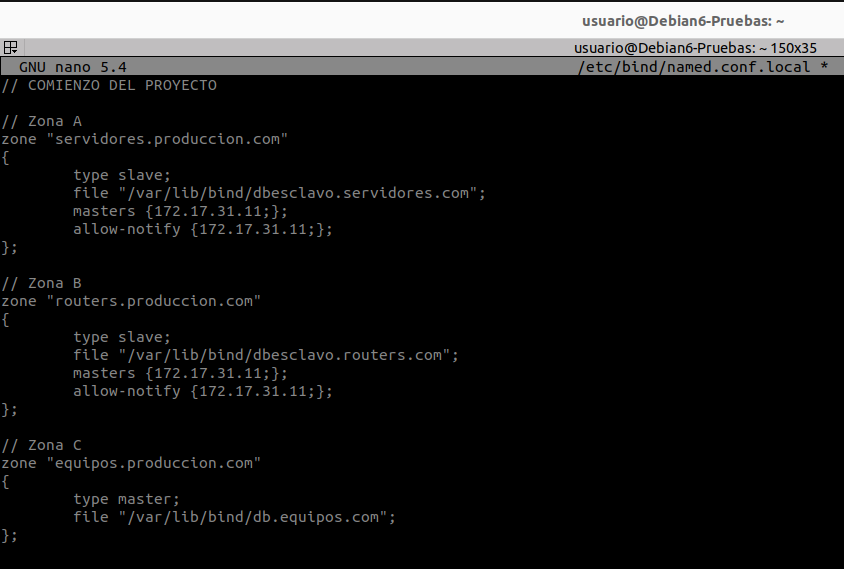 usuario@Debian6-Pruebas: ~
usuario@Debian6-Pruebas: ~ 150x35
GNU nano 5.4 /etc/bind/named.conf.local *
// COMIENZO DEL PROYECTO
// Zona A
zone "servidores.produccion.com"
{
type slave;
file "/var/lib/bind/dbesclavo.servidores.com";
masters {172.17.31.11;};
allow-notify {172.17.31.11;};
};
// Zona B
zone "routers.produccion.com"
{
type slave;
file "/var/lib/bind/dbesclavo.routers.com";
masters {172.17.31.11;};
allow-notify {172.17.31.11;};
};
// Zona C
zone "equipos.produccion.com"
{
type master;
file "/var/lib/bind/db.equipos.com";
};